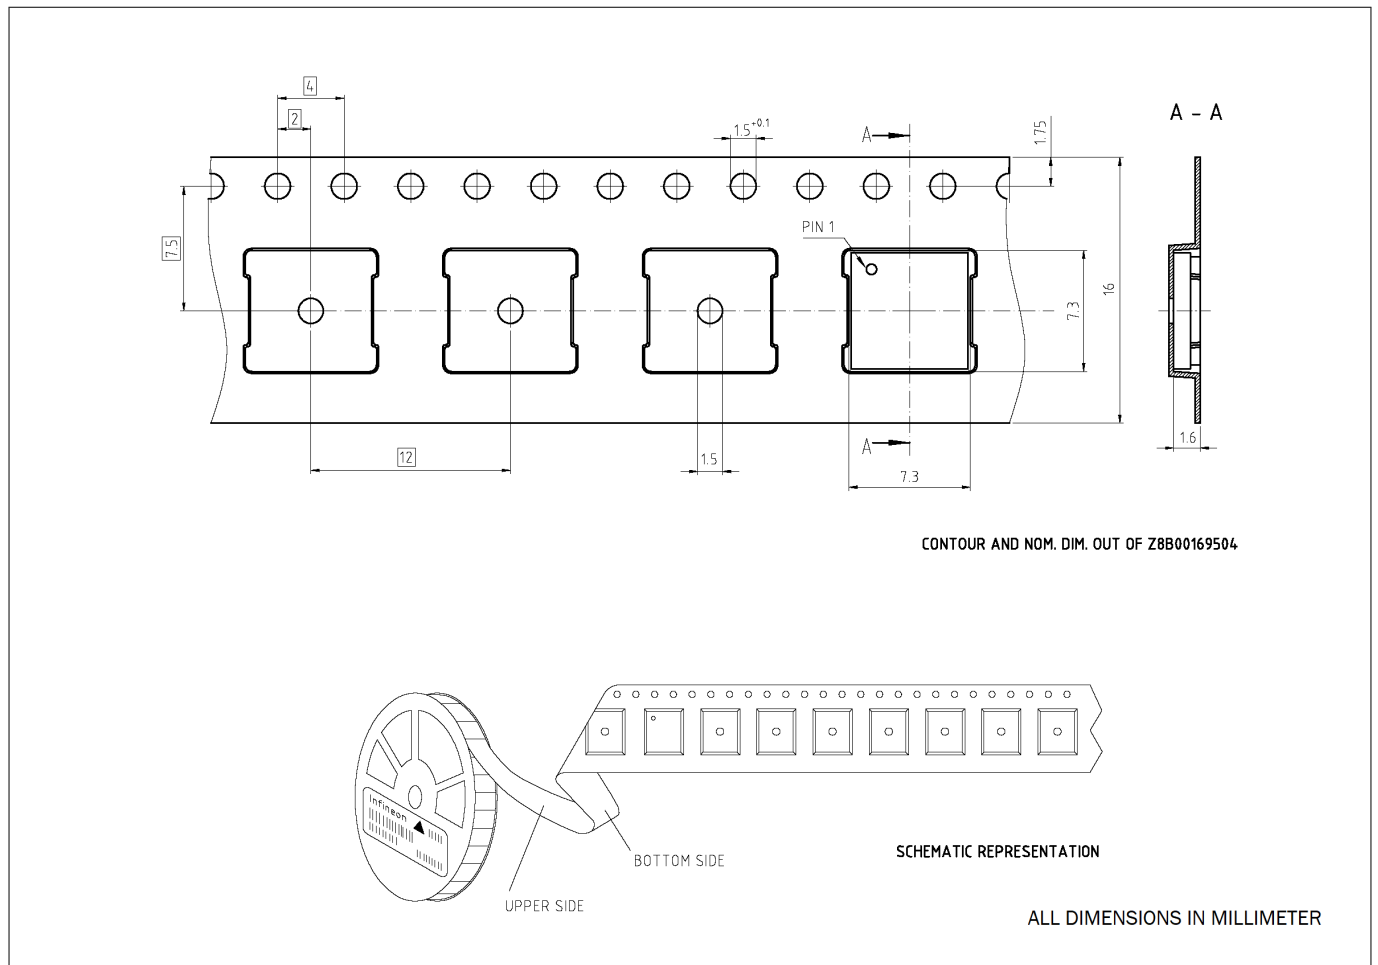 4
2
1.5+0.1
A
A – A
1.75
7.5
PIN 1
7.3
16
A
1.6
12
1.5
7.3
CONTOUR AND NOM. DIM. OUT OF Z8B00169504
Infineon
BOTTOM SIDE
SCHEMATIC REPRESENTATION
UPPER SIDE
ALL DIMENSIONS IN MILLIMETER